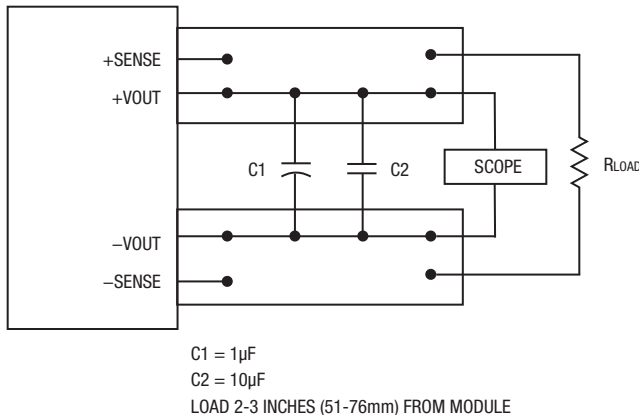 +SENSE
+VOUT
C1
C2
SCOPE
RLOAD
−VOUT
−SENSE
C1 = 1µF
C2 = 10µF
LOAD 2-3 INCHES (51-76mm) FROM MODULE